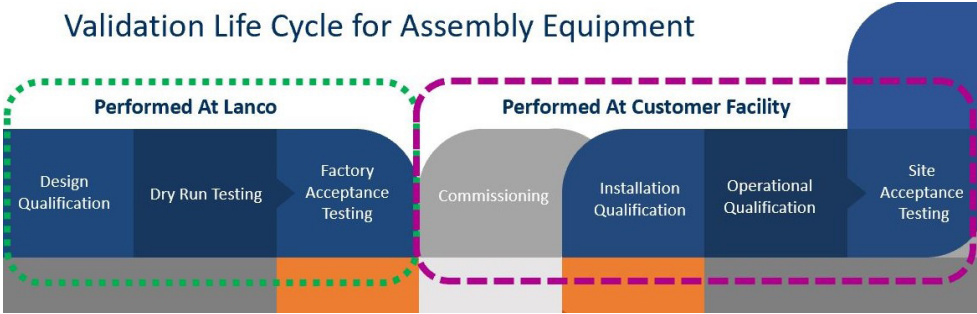 Validation Life Cycle for Assembly Equipment
Performed At Lanco
Performed At Customer Facility
Design
Qualification
Dry Run Testing
Factory
Acceptance
Testing
Commissioning
Installation
Qualification
Operational
Qualification
Site
Acceptance
Testing